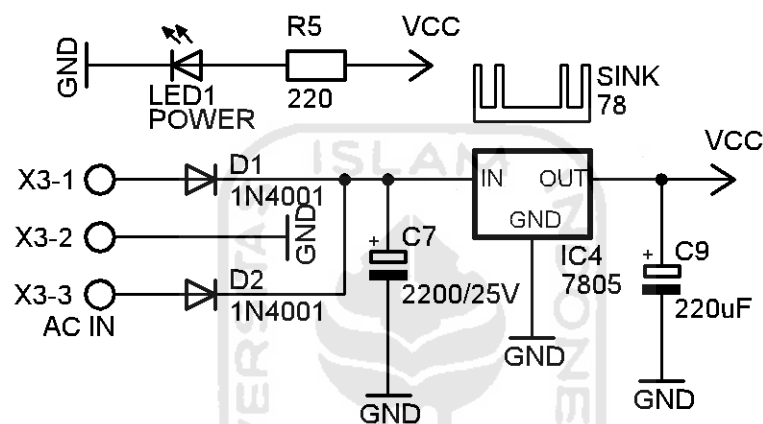 R5
VCC
GND
LED1
POWER
220
SINK
78
VCC
X3-1
D1
1N4001
IN
OUT
GND
X3-2
GND
C7
IC4
7805
C9
X3-3
D2
1N4001
+
2200/25V
+
220uF
AC IN
GND
GND
GND
ISLAM